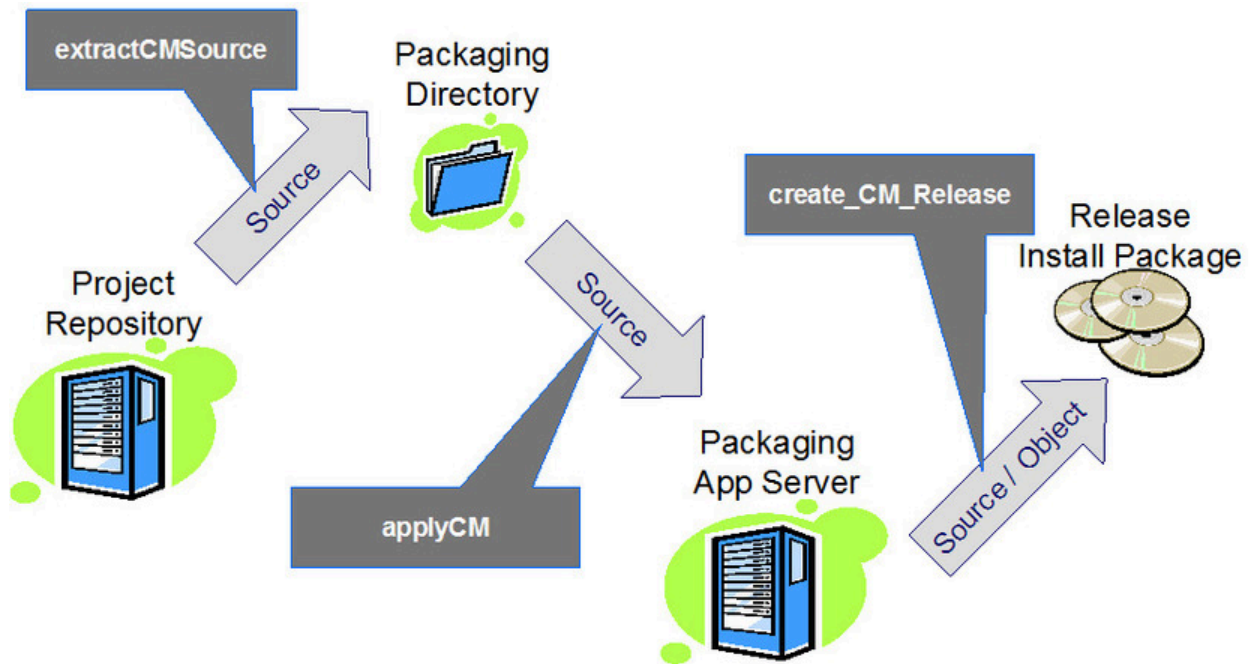 extractCMSource
Packaging
Directory
Source
Project
Repository
Source
applyCM
Packaging
App Server
create_CM_Release
Source / Object
Release
Install Package